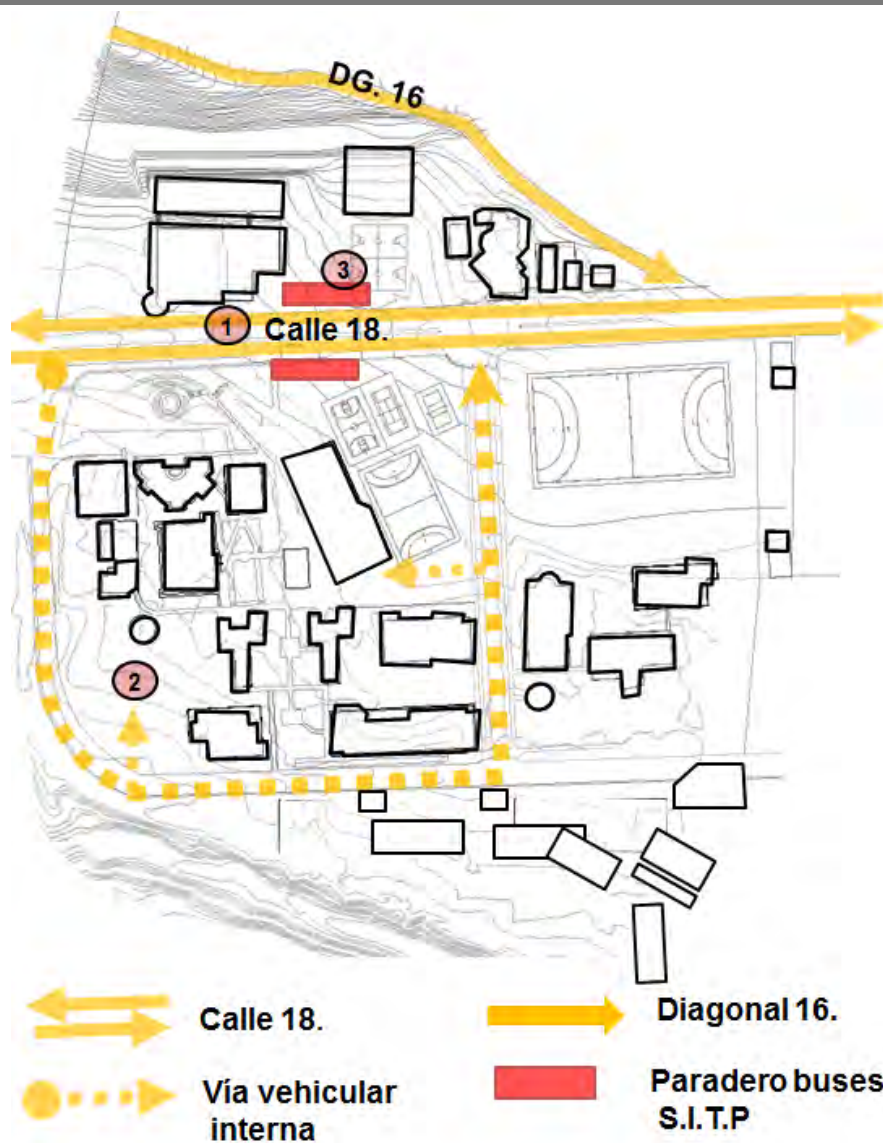 DG. 16
3
1
Calle 18.
2
Calle 18.
Diagonal 16.
Vía vehicular
interna
Paradero buses
S.I.T.P